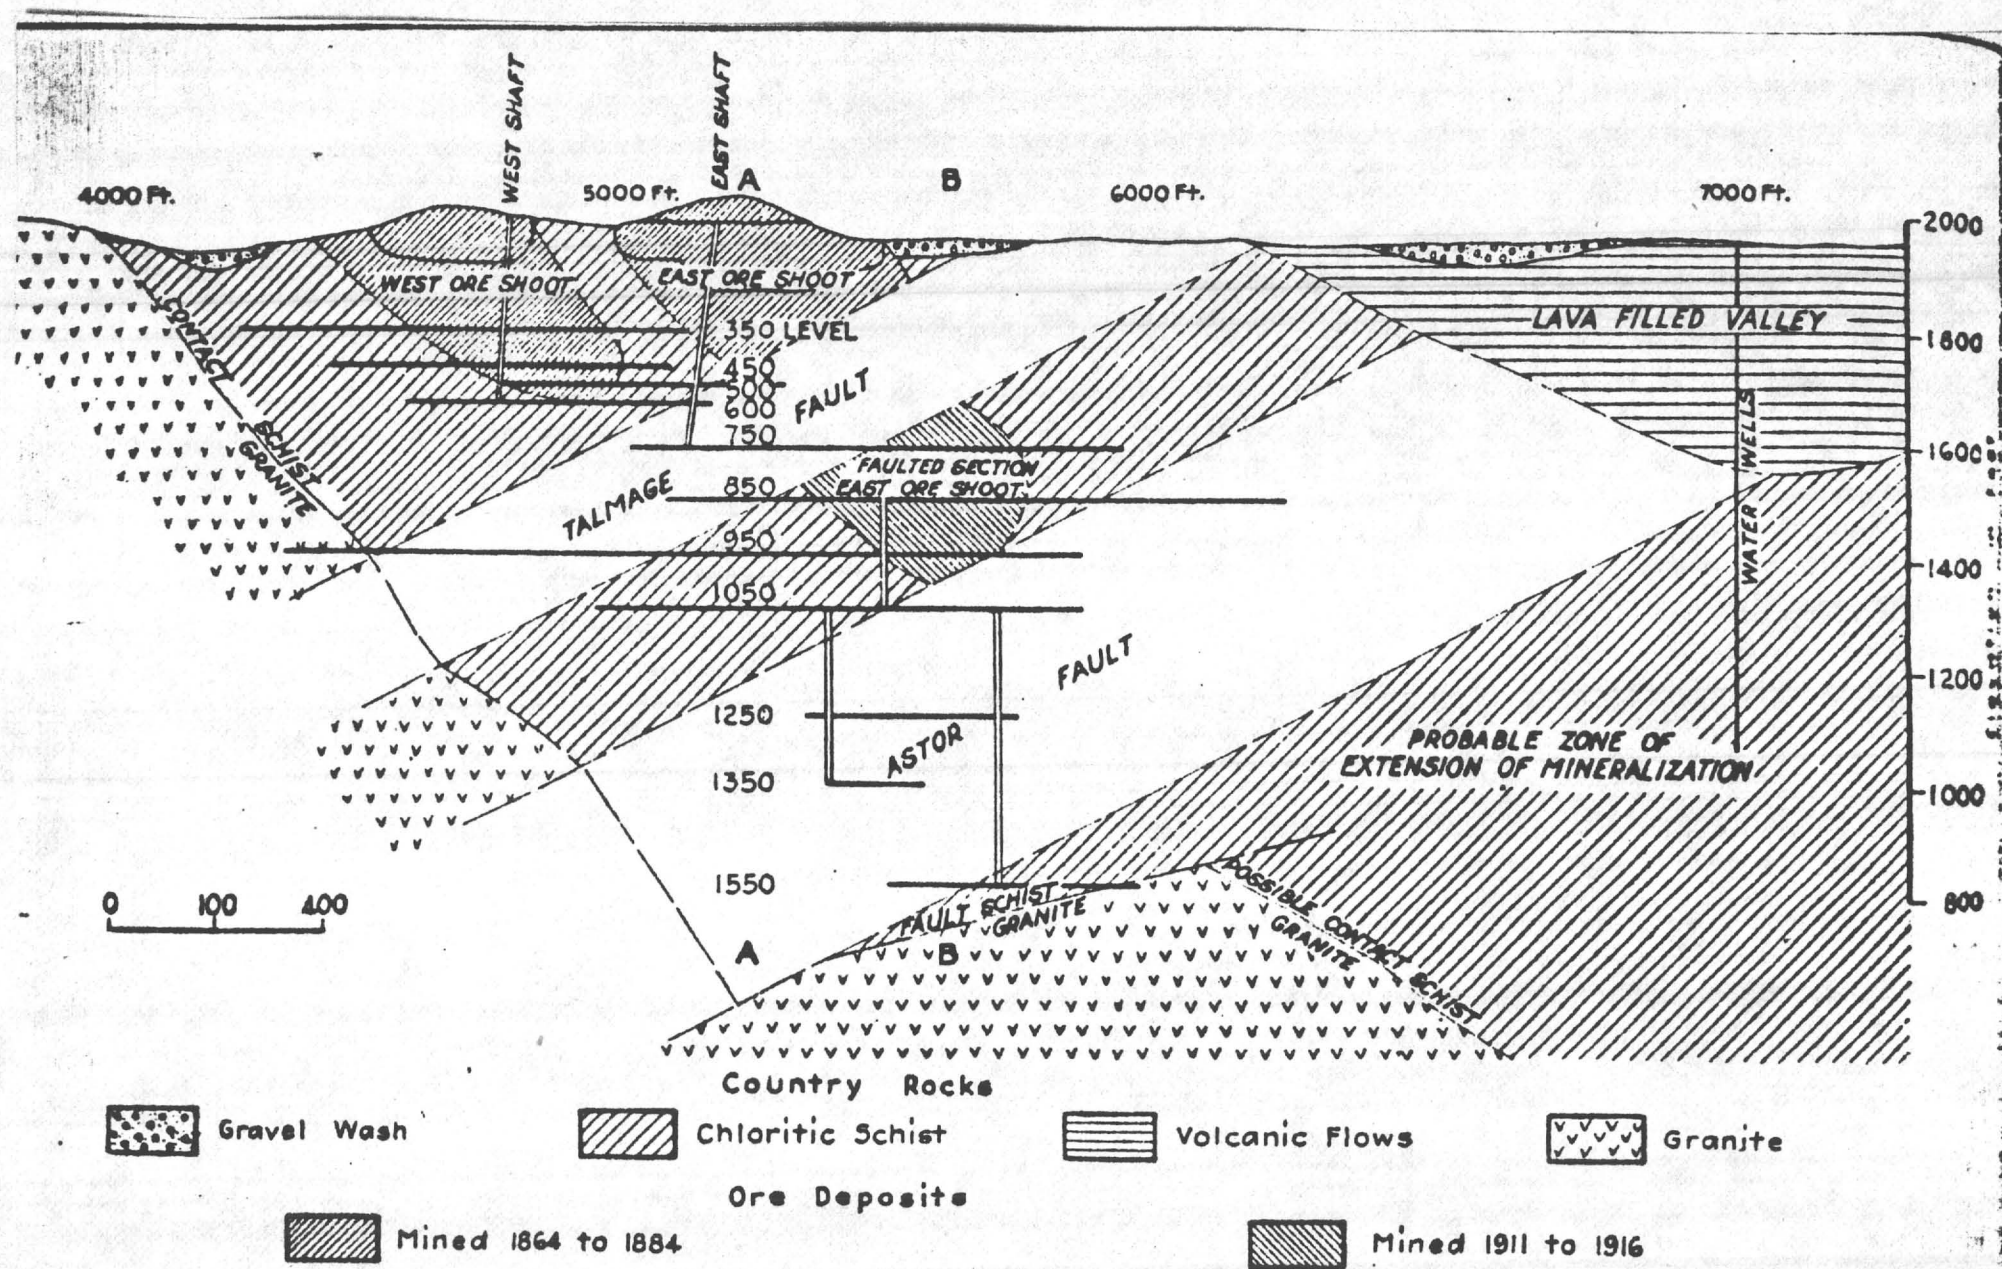 WEST SHAFT
EAST SHAFT
4000 Ft.
5000 Ft.
A
B
6000 Ft.
7000 Ft.
2000
WEST ORE SHOOT
EAST ORE SHOOT
LAVA FILLED VALLEY
CONTACT
350 LEVEL
1800
450
500
600
FAULT
750
WATER WELLS
SCHIST
GRANITE
1600
FAULTED SECTION
EAST ORE SHOOT
850
TALMAGE
950
1400
1050
FAULT
1200
1250
PROBABLE ZONE OF
EXTENSION OF MINERALIZATION
ASTOR
1350
1000
1550
0 100 400
FAULT SCHIST
GRANITE
POSSIBLE CONTACT SCHIST
GRANITE
800
A
B
Country Rocks
Gravel Wash
Chloritic Schist
Volcanic Flows
Granite
Ore Deposits
Mined 1864 to 1884
Mined 1911 to 1916